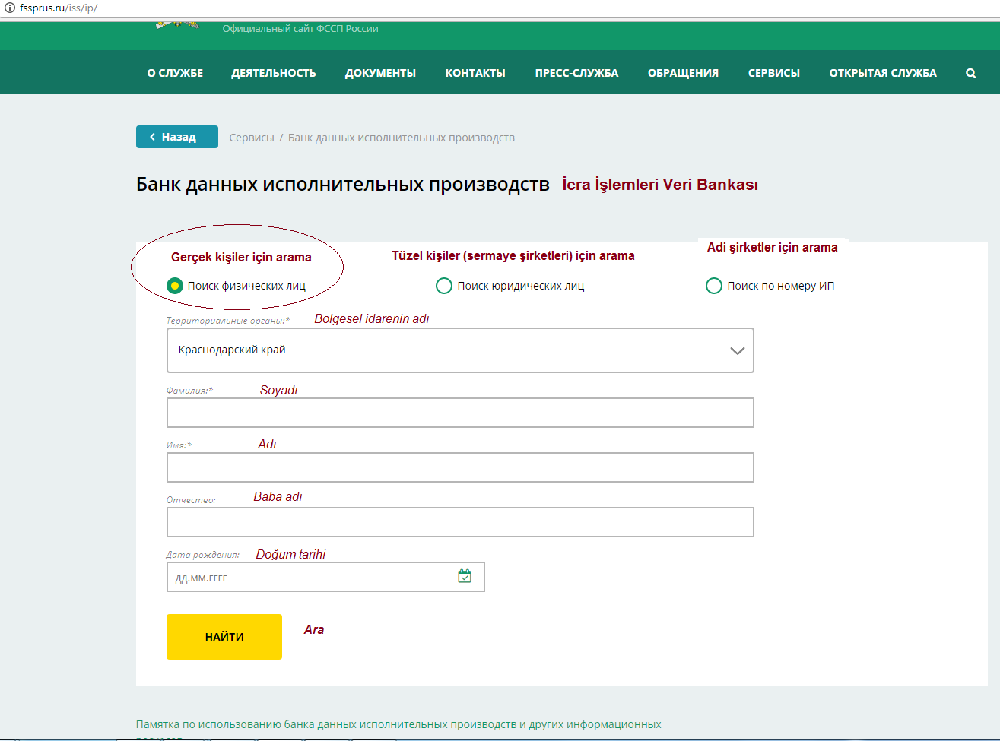 fssprus.ru/iss/ip/
Официальный сайт ФССП России
О СЛУЖБЕ ДЕЯТЕЛЬНОСТЬ ДОКУМЕНТЫ КОНТАКТЫ ПРЕСС-СЛУЖБА ОБРАЩЕНИЯ СЕРВИСЫ ОТКРЫТАЯ СЛУЖБА
Назад Сервисы / Банк данных исполнительных производств
Банк данных исполнительных производств İcra İşlemleri Veri Bankası
Gerçek kişiler için arama Tüzel kişiler (sermaye şirketleri) için arama Adi şirketler için arama
Поиск физических лиц Поиск юридических лиц Поиск по номеру ИП
Территориальные органы:* Bölgesel idarenin adı
Краснодарский край
Фамилия:* Soyadı
Имя:* Adı
Отчество: Baba adı
Дата рождения: Doğum tarihi
дд.мм.гггг
НАЙТИ Ara
Памятка по использованию банка данных исполнительных производств и других информационных
ресурсов